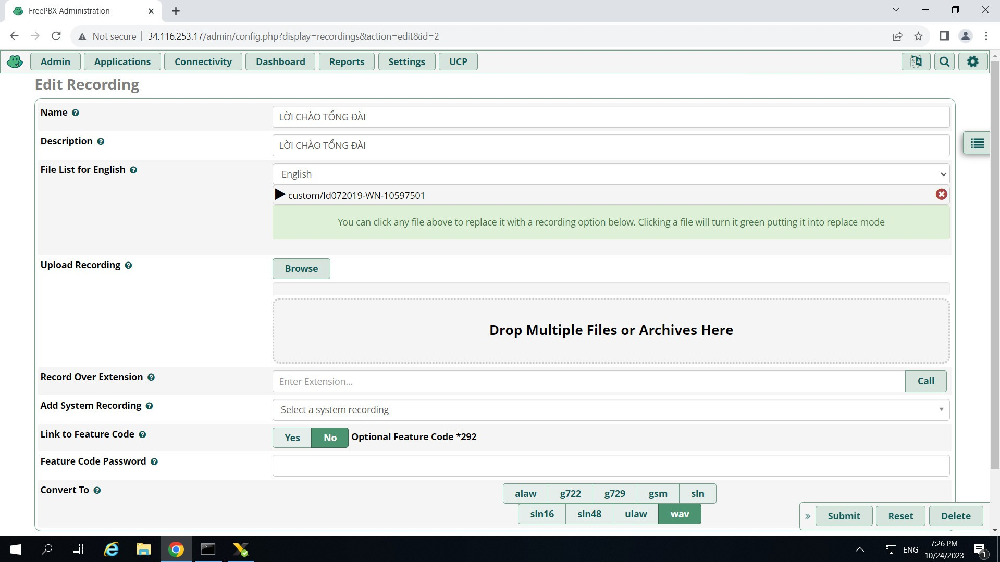 FreePBX Administration
Not secure
34.116.253.17/admin/config.php?display=recordings&action=edit&id=2
Admin Applications Connectivity Dashboard Reports Settings UCP
Edit Recording
Name
LỜI CHÀO TỔNG ĐÀI
Description
LỜI CHÀO TỔNG ĐÀI
File List for English
English
custom/Id072019-WN-10597501
You can click any file above to replace it with a recording option below. Clicking a file will turn it green putting it into replace mode
Upload Recording
Browse
Drop Multiple Files or Archives Here
Record Over Extension
Enter Extension...
Call
Add System Recording
Select a system recording
Link to Feature Code
Yes No Optional Feature Code *292
Feature Code Password
Convert To
alaw g722 g729 gsm sln
sln16 sln48 ulaw wav
» Submit Reset Delete
ENG
7:26 PM
10/24/2023
1